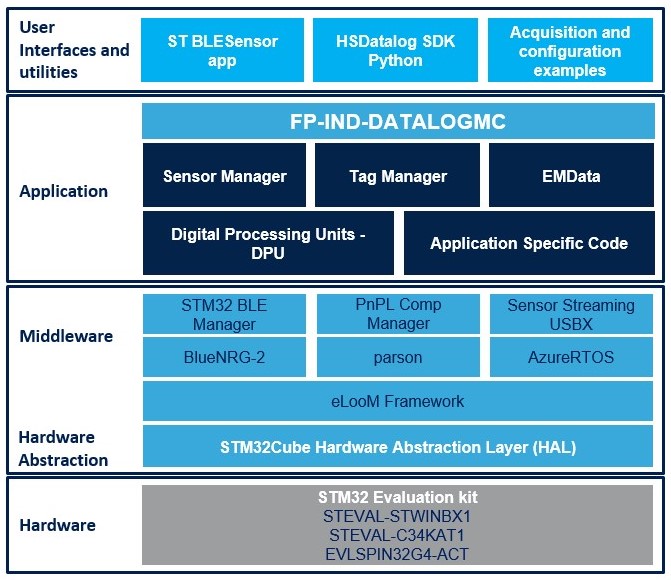 User
Interfaces and
utilities
ST BLESensor
app
HSDatalog SDK
Python
Acquisition and
configuration
examples
Application
FP-IND-DATALOGMC
Sensor Manager
Tag Manager
EMData
Digital Processing Units -
DPU
Application Specific Code
Middleware
STM32 BLE
Manager
PnPL Comp
Manager
Sensor Streaming
USBX
BlueNRG-2
parson
AzureRTOS
eLooM Framework
Hardware
Abstraction
STM32Cube Hardware Abstraction Layer (HAL)
Hardware
STM32 Evaluation kit
STEVAL-STWINBX1
STEVAL-C34KAT1
EVLSPIN32G4-ACT